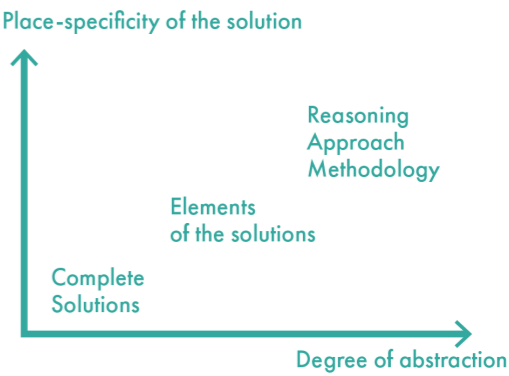 Place-specificity of the solution
Reasoning
Approach
Methodology
Elements
of the solutions
Complete
Solutions
Degree of abstraction